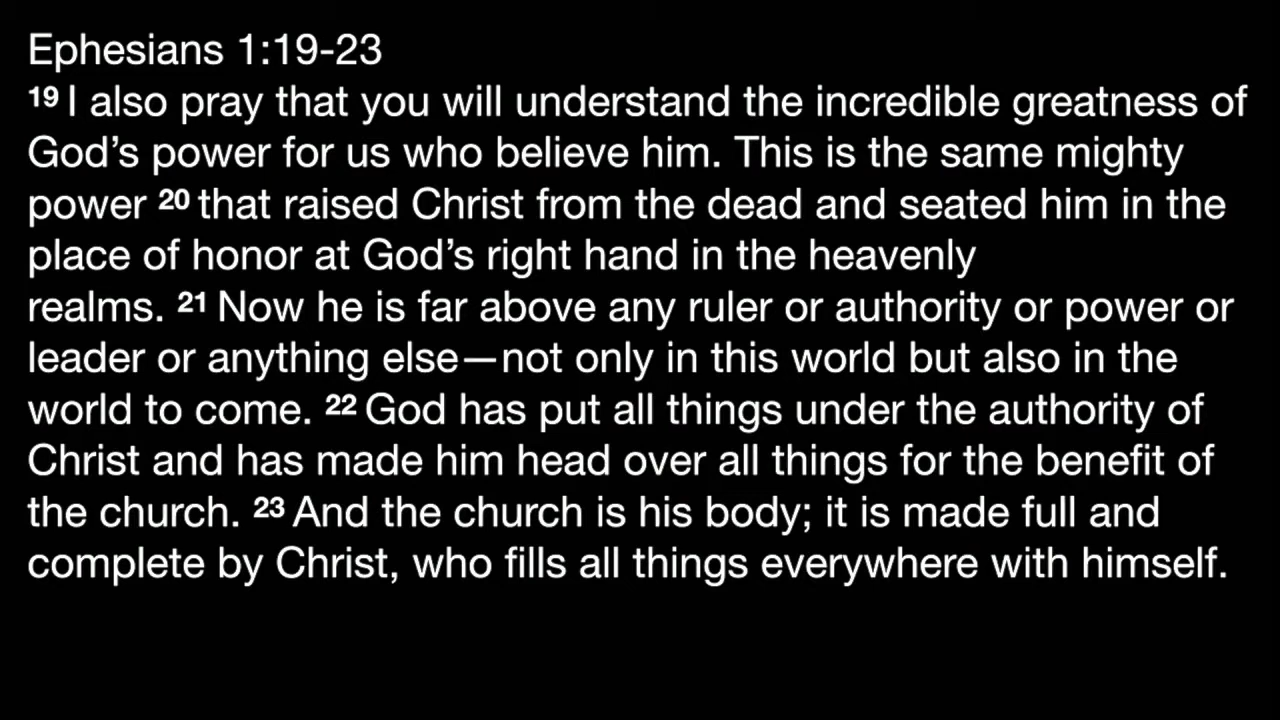 Ephesians 1:19-23
19 I also pray that you will understand the incredible greatness of
God’s power for us who believe him. This is the same mighty
power 20 that raised Christ from the dead and seated him in the
place of honor at God’s right hand in the heavenly
realms. 21 Now he is far above any ruler or authority or power or
leader or anything else—not only in this world but also in the
world to come. 22 God has put all things under the authority of
Christ and has made him head over all things for the benefit of
the church. 23 And the church is his body; it is made full and
complete by Christ, who fills all things everywhere with himself.